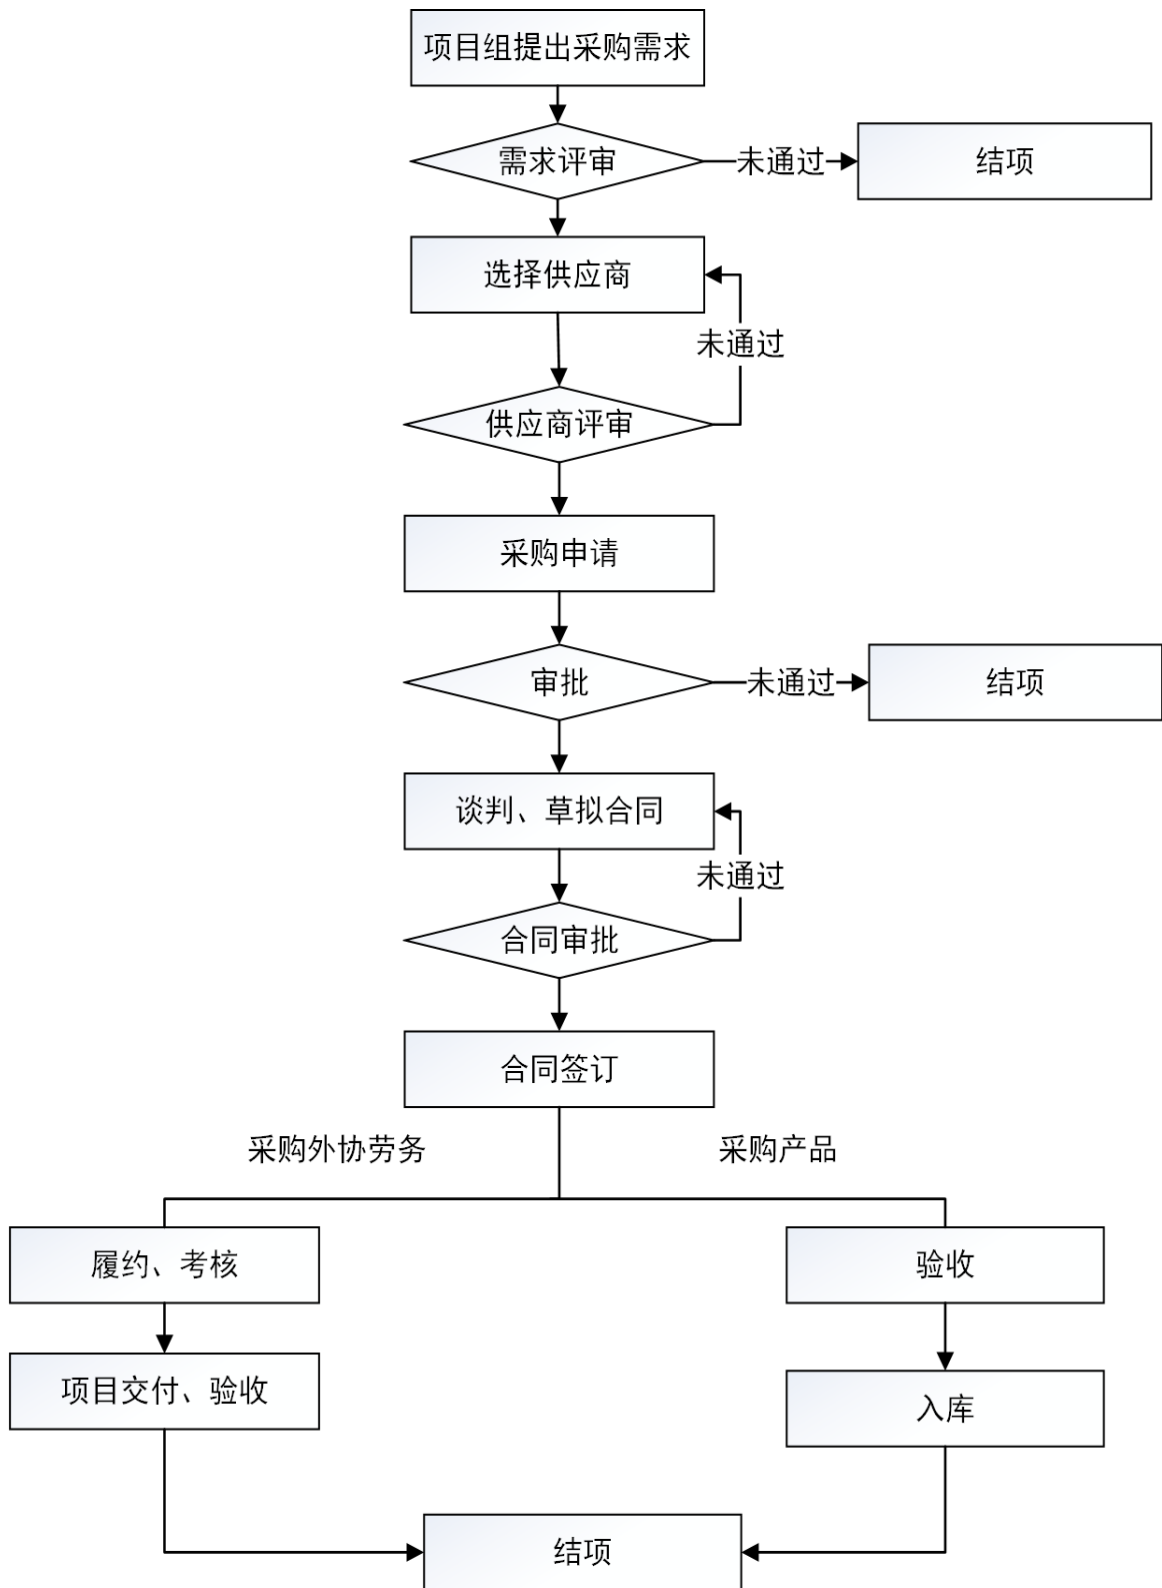 项目组提出采购需求
需求评审
未通过
结项
选择供应商
未通过
供应商评审
采购申请
审批
未通过
结项
谈判、草拟合同
未通过
合同审批
合同签订
采购外协劳务
采购产品
履约、考核
验收
项目交付、验收
入库
结项